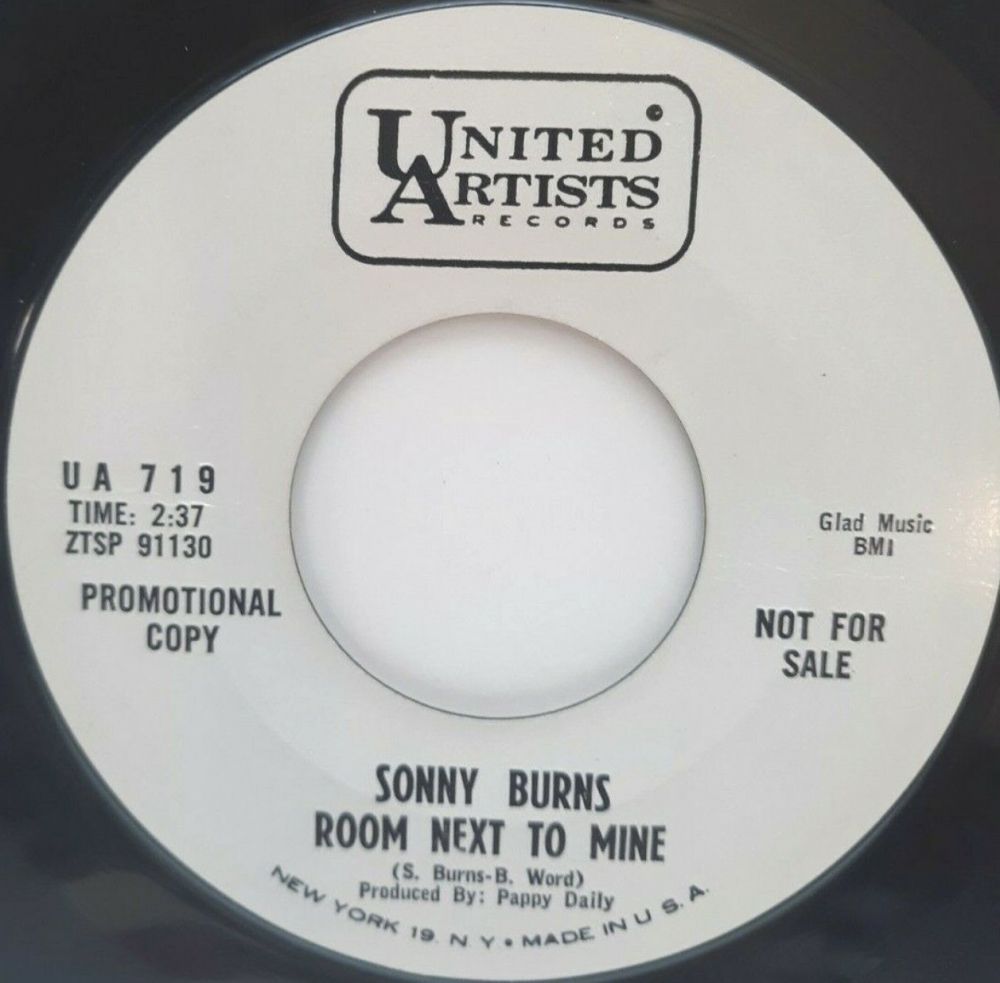 UNITED
ARTISTS
RECORDS
UA 719
TIME: 2:37
ZTSP 91130
PROMOTIONAL
COPY
Glad Music
BMI
NOT FOR
SALE
SONNY BURNS
ROOM NEXT TO MINE
(S. Burns-B. Word)
Produced By: Pappy Daily
NEW YORK 19. N Y • MADE IN U S. A.